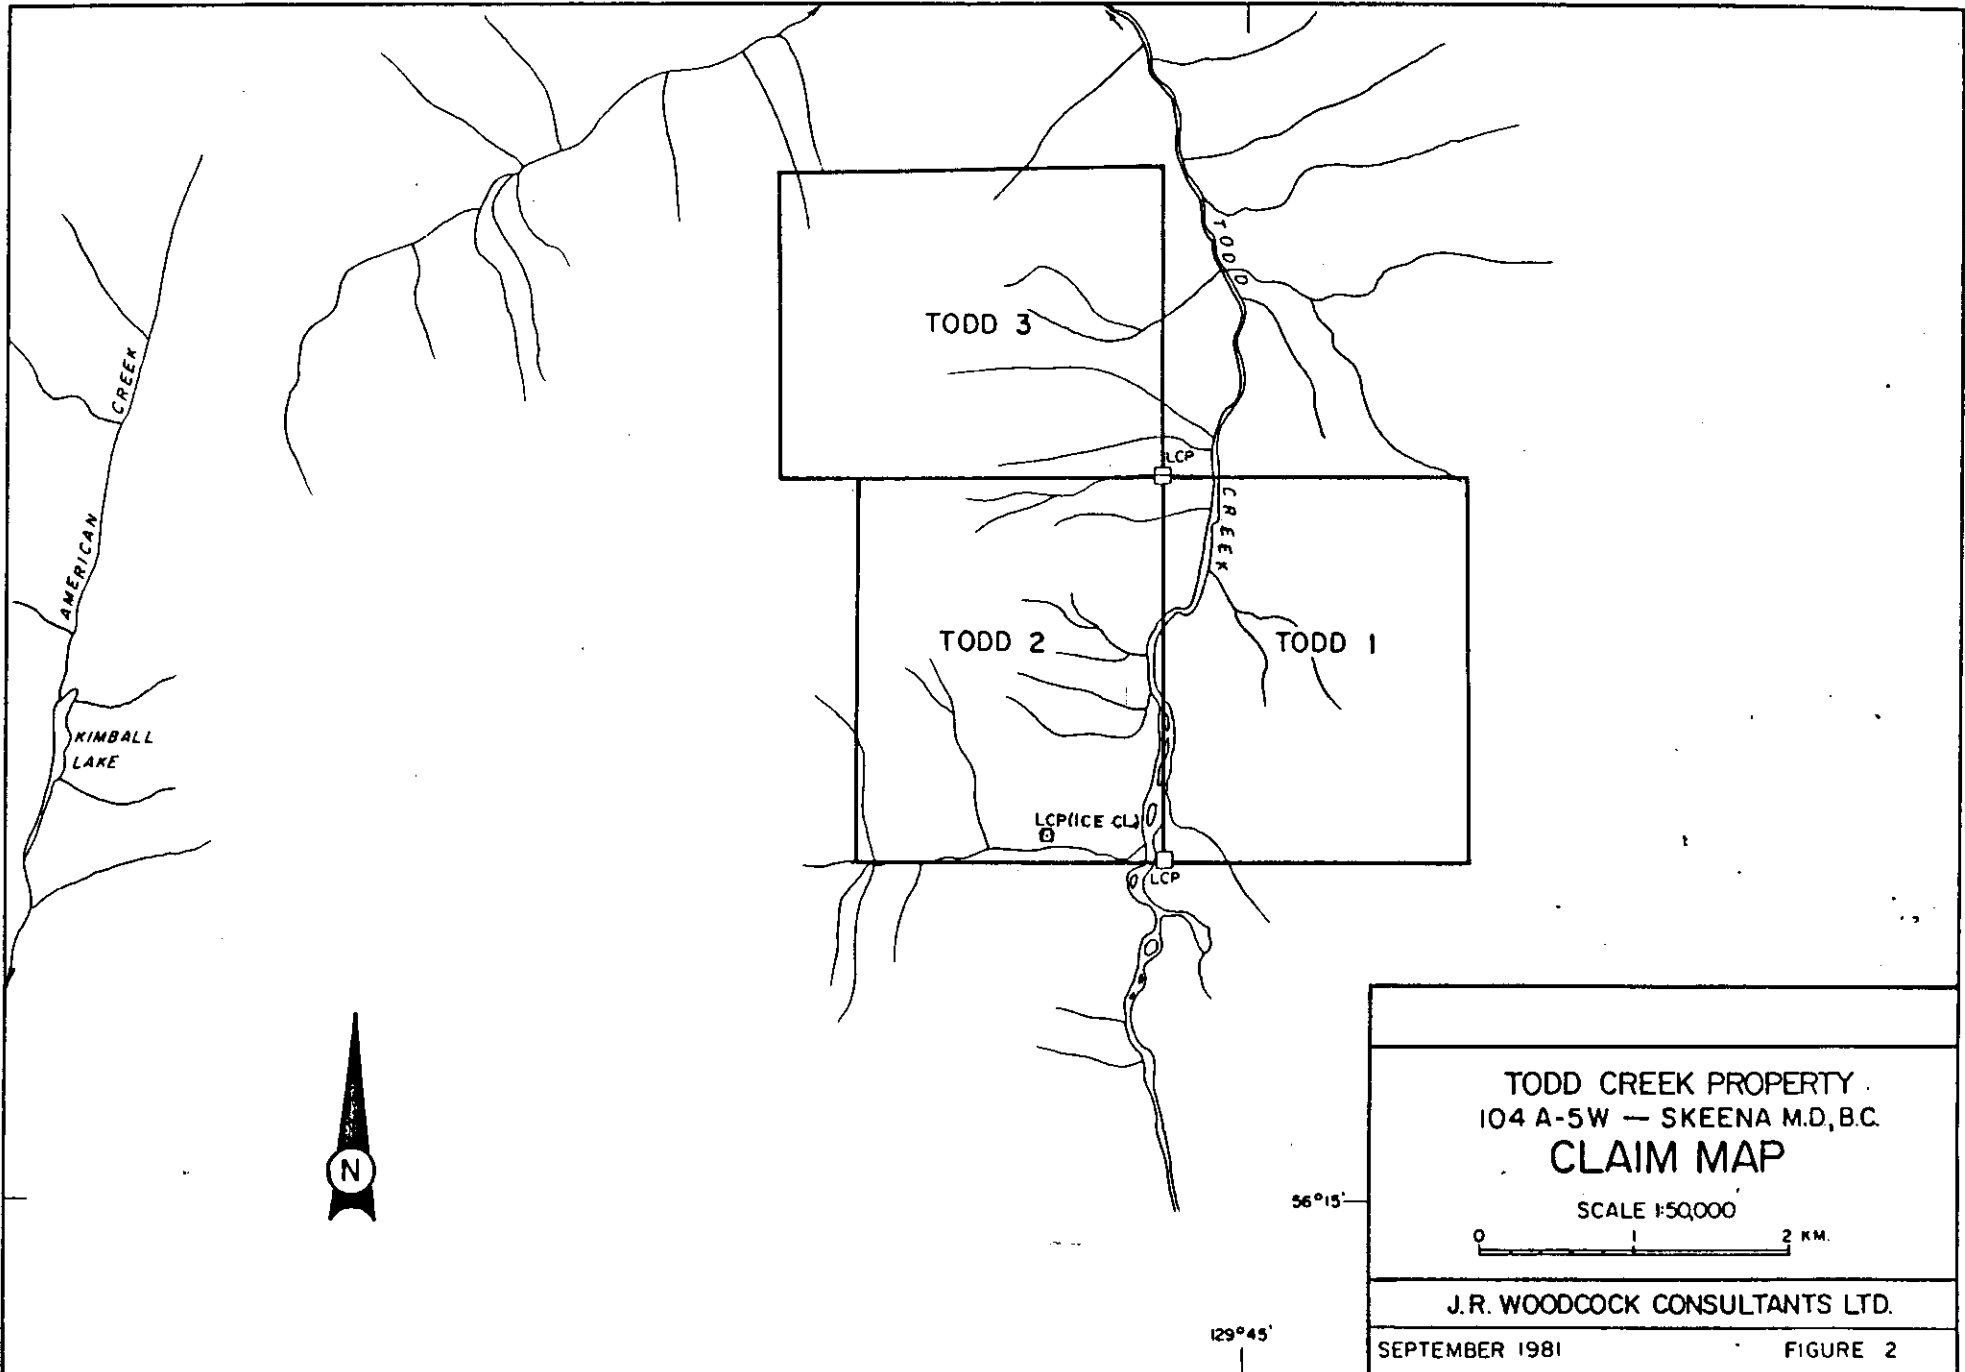 TODD
CREEK
TODD 3
LCP
TODD 2
TODD 1
LCP(ICE CL)
LCP
AMERICAN CREEK
KIMBALL
LAKE
N
56°15'
129°45'
TODD CREEK PROPERTY
104 A-5W — SKEENA M.D., B.C.
CLAIM MAP
SCALE 1:50,000
0 1 2 KM.
J.R. WOODCOCK CONSULTANTS LTD.
SEPTEMBER 1981 FIGURE 2